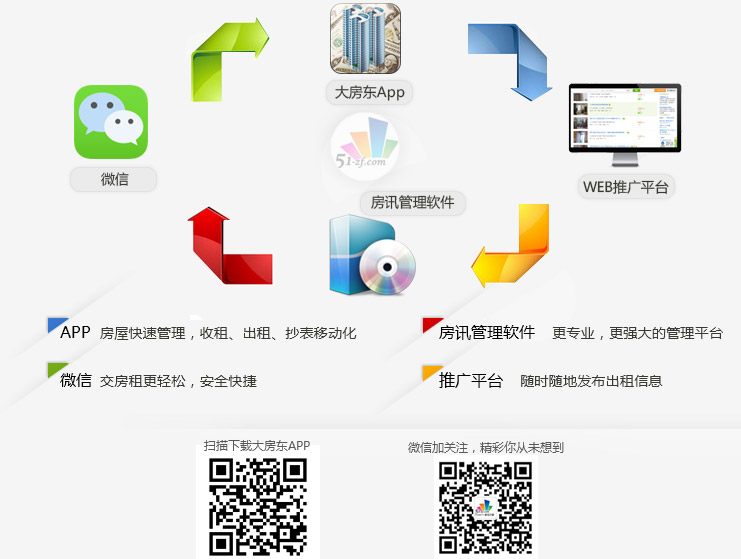 大房东App
51-zf.com
微信
WEB推广平台
房讯管理软件
APP 房屋快速管理，收租、出租、抄表移动化
房讯管理软件 更专业，更强大的管理平台
微信 交房租更轻松，安全快捷
推广平台 随时随地发布出租信息
扫描下载大房东APP
微信加关注，精彩你从未想到